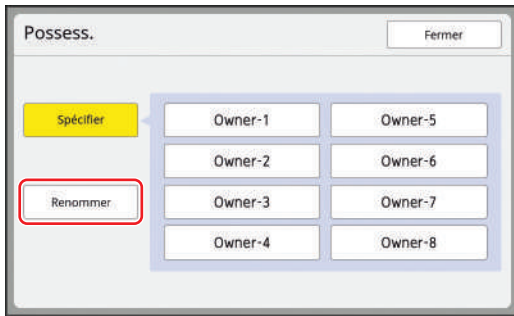 Possess.
Fermer
Spécifier
Owner-1
Owner-5
Owner-2
Owner-6
Renommer
Owner-3
Owner-7
Owner-4
Owner-8